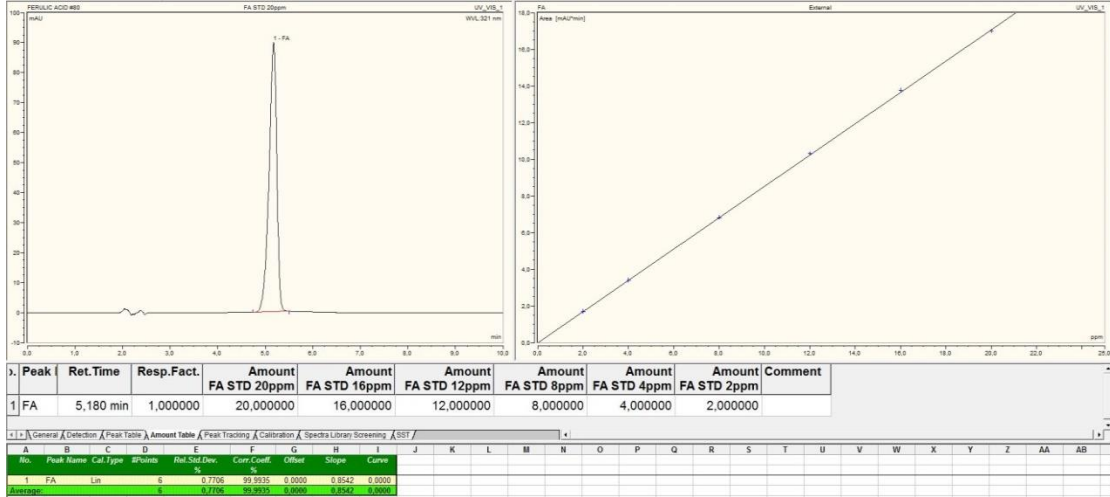 FERULIC ACID #80 FA STD 20ppm UV_VIS_1
mAU WVL:321 nm
1 - FA
100
80
60
40
20
0
-10
min
0,0 1,0 2,0 3,0 4,0 5,0 6,0 7,0 8,0 9,0 10,0
FA External UV_VIS_1
Area [mAU*min]
18,0
16,0
14,0
12,0
10,0
8,0
6,0
4,0
2,0
0,0
ppm
0,0 2,0 4,0 6,0 8,0 10,0 12,0 14,0 16,0 18,0 20,0 22,0 25,0
Peak Ret.Time Resp.Fact. Amount Amount Amount Amount Amount Amount Comment
FA STD 20ppm FA STD 16ppm FA STD 12ppm FA STD 8ppm FA STD 4ppm FA STD 2ppm
1 FA 5,180 min 1,000000 20,000000 16,000000 12,000000 8,000000 4,000000 2,000000
General Detection Peak Table Amount Table Peak Tracking Calibration Spectra Library Screening SST
A B C D E F G H I J K L M N O P Q R S T U V W X Y Z AA AB
No. Peak Name Cal.Type #Points Rel.Std.Dev. Corr.Coeff. Offset Slope Curve
% %
1 FA Lin 6 0,7706 99,9935 0,0000 0,8542 0,0000
Average: 6 0,7706 99,9935 0,0000 0,8542 0,0000